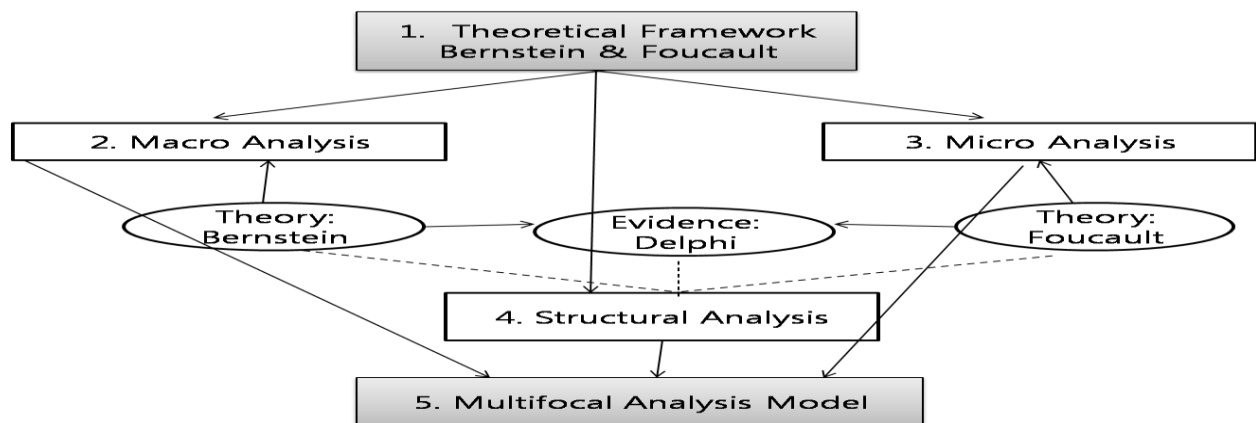 1. Theoretical Framework
Bernstein & Foucault
2. Macro Analysis
3. Micro Analysis
Theory:
Bernstein
Evidence:
Delphi
Theory:
Foucault
4. Structural Analysis
5. Multifocal Analysis Model